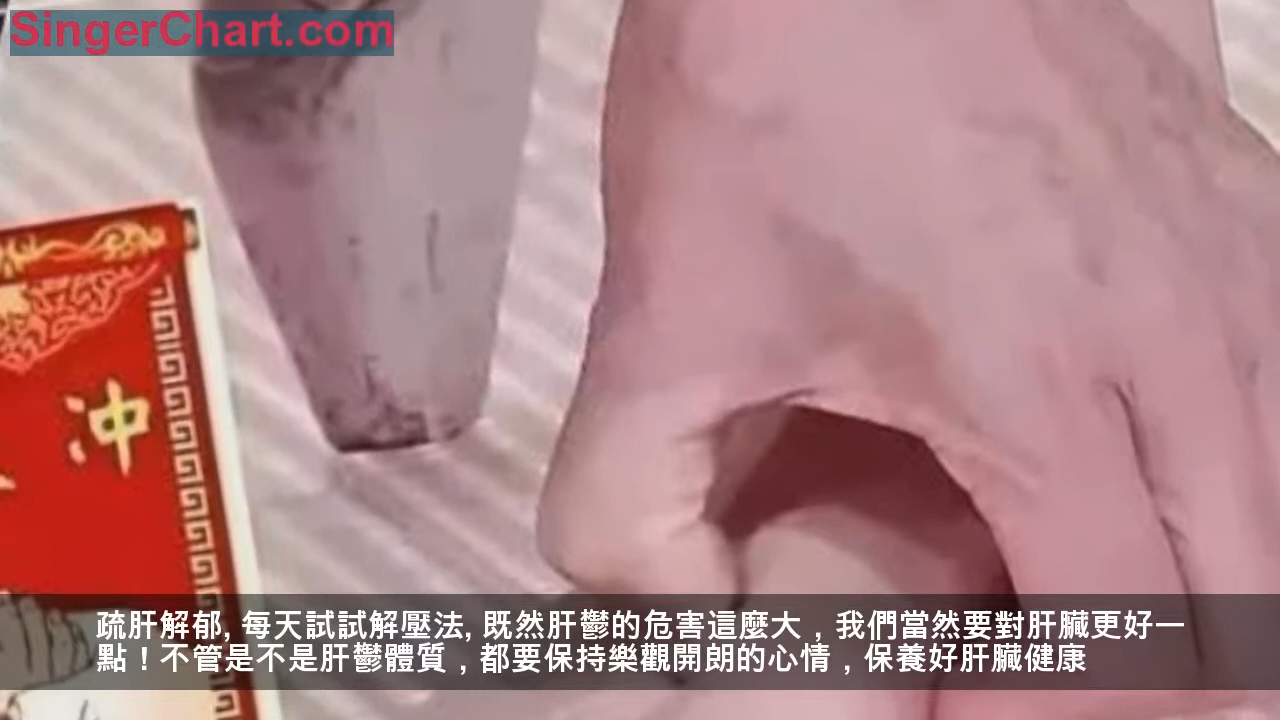 SingerChart.com
冲
疏肝解郁, 每天試試解壓法, 既然肝鬱的危害這麼大，我們當然要對肝臟更好一
點！不管是不是肝鬱體質，都要保持樂觀開朗的心情，保養好肝臟健康